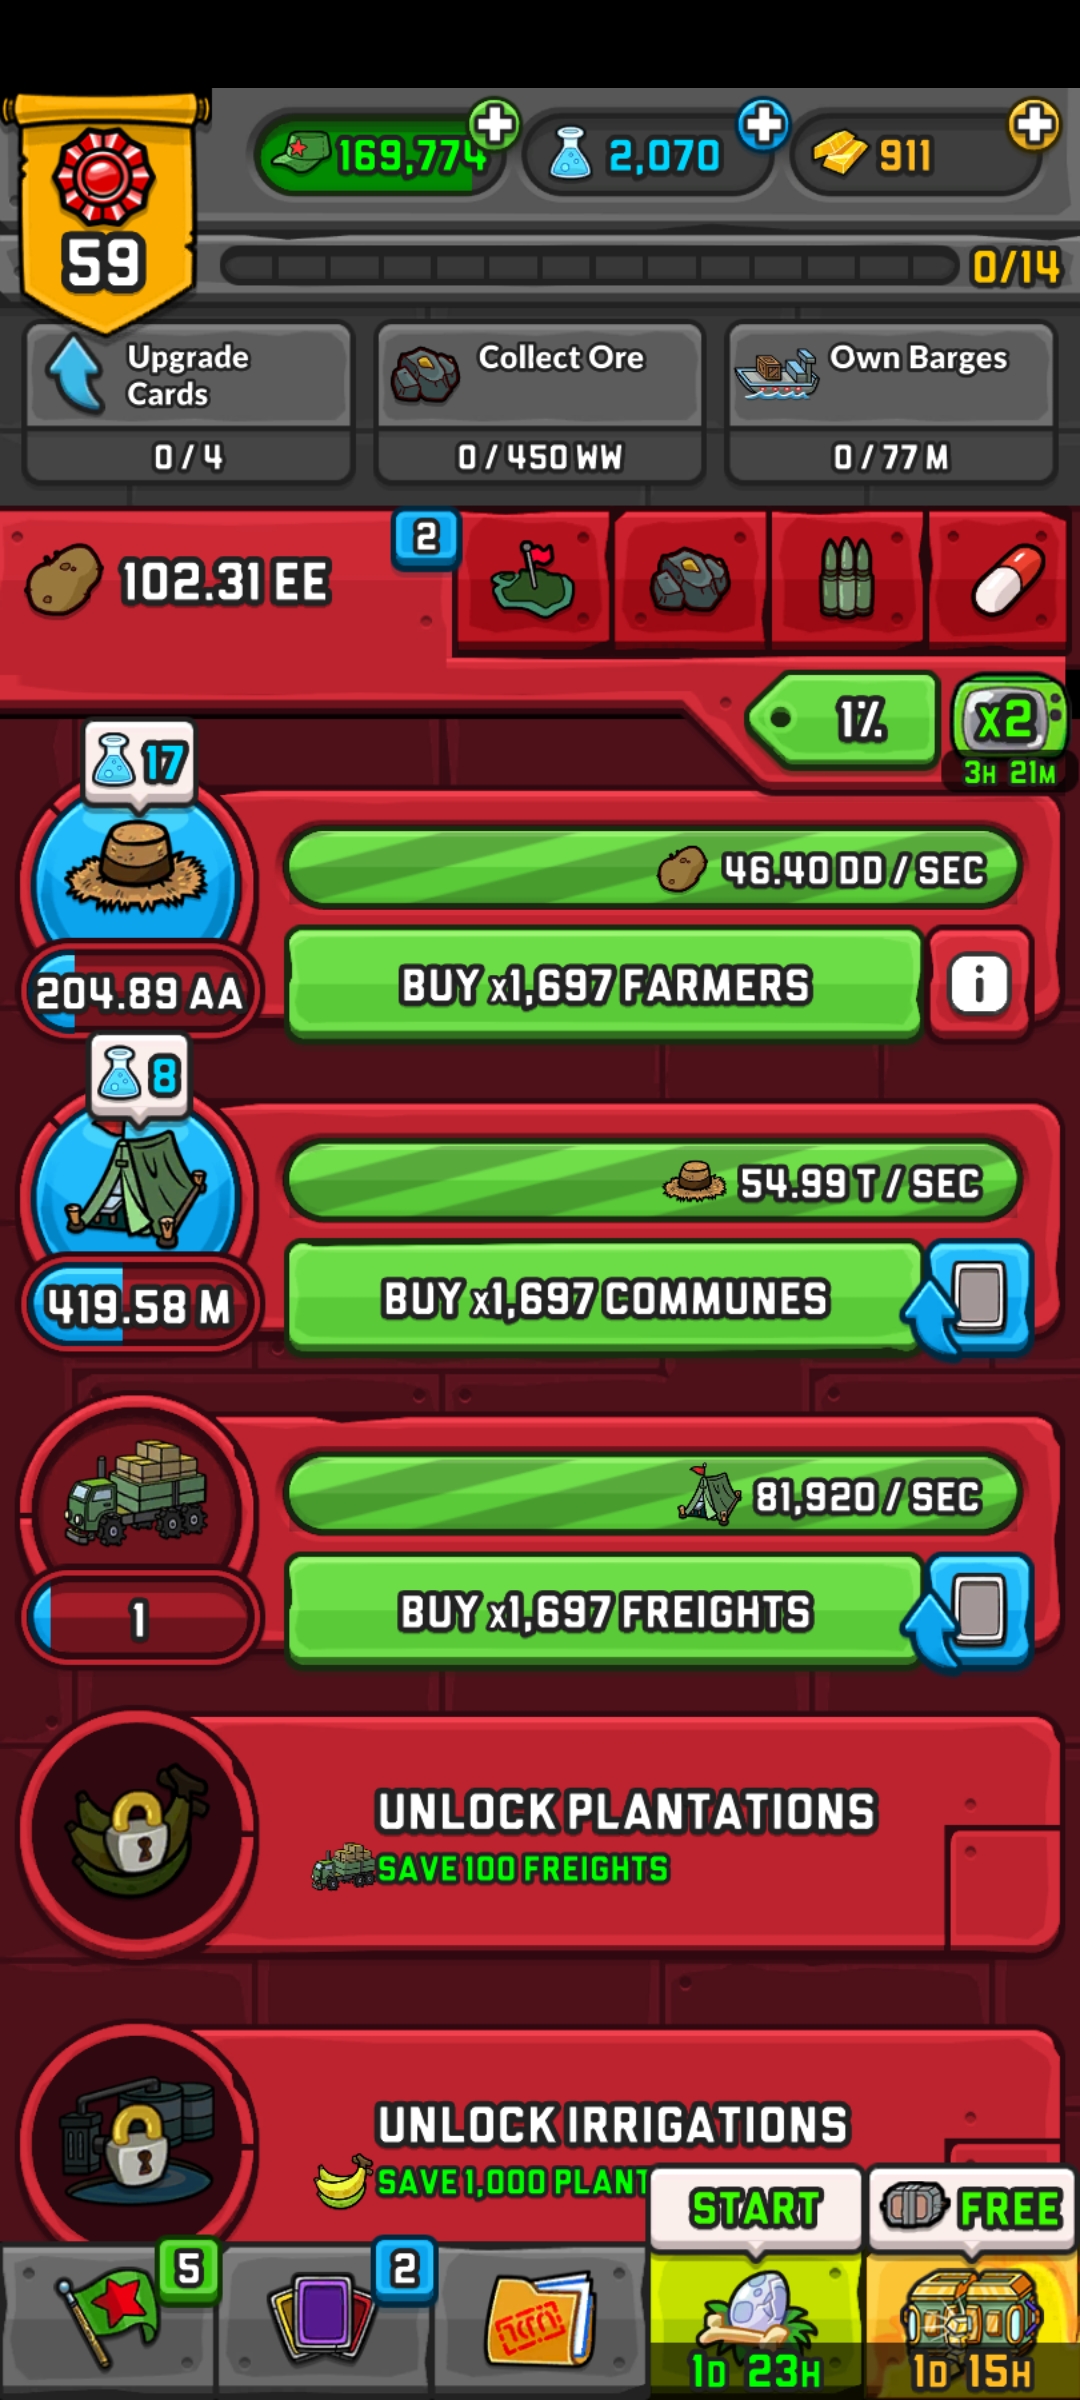 59
169,774
2,070
911
0/14
Upgrade
Cards
0 / 4
Collect Ore
0 / 450 WW
Own Barges
0 / 77 M
102.31 EE
2
1%
x2
3H 21M
17
46.40 DD / SEC
204.89 AA
BUY x1,697 FARMERS
i
8
54.99 T / SEC
419.58 M
BUY x1,697 COMMUNES
81,920 / SEC
1
BUY x1,697 FREIGHTS
UNLOCK PLANTATIONS
SAVE 100 FREIGHTS
UNLOCK IRRIGATIONS
SAVE 1,000 PLANT
START
FREE
5
2
1D 23H
1D 15H